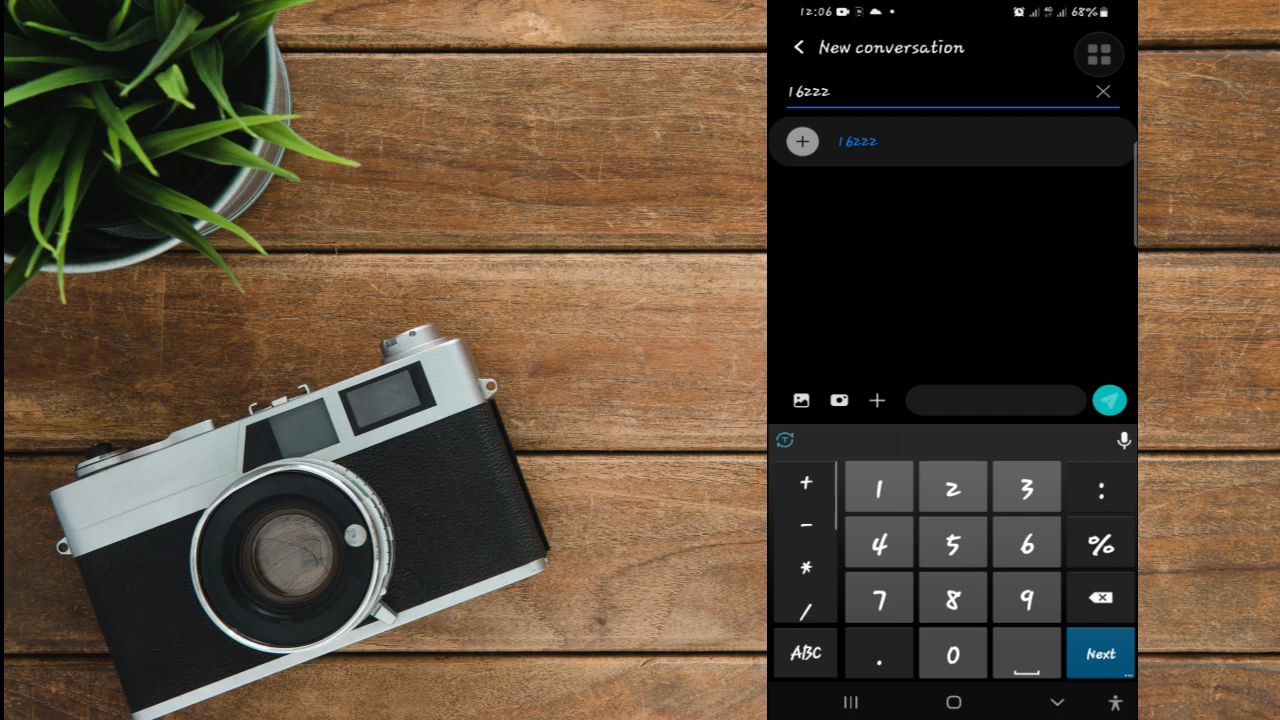 12:06 68%
New conversation
16222
16222
+ 1 2 3 :
- 4 5 6 %
* 7 8 9
/
ABC . 0 Next